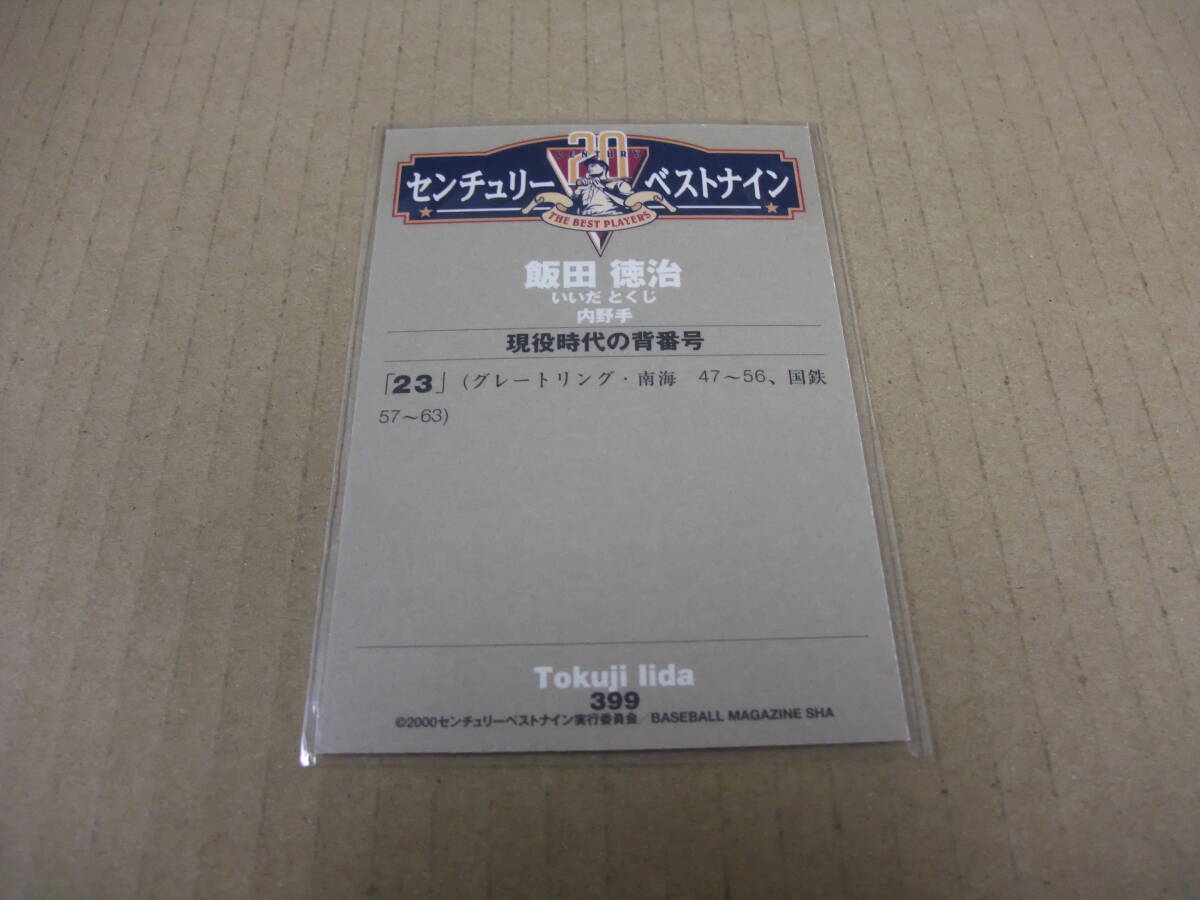 20
CENTURY
センチュリー ベストナイン
THE BEST PLAYERS
飯田 徳治
いいだ とくじ
内野手
現役時代の背番号
「23」(グレートリング・南海 47～56、国鉄
57～63)
Tokuji Iida
399
©2000センチュリーベストナイン実行委員会/BASEBALL MAGAZINE SHA